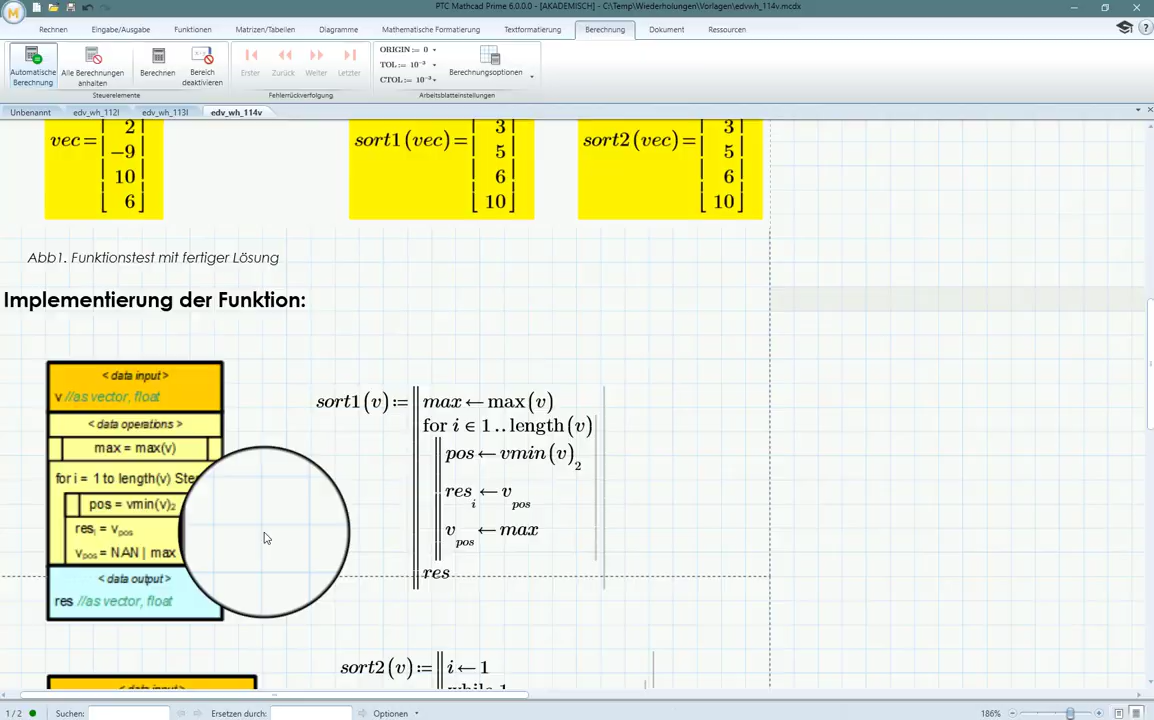 PTC Mathcad Prime 6.0.0.0 - [AKADEMISCH] - C:\Temp\Wiederholungen\Vorlagen\edvwh_114v.mcdx
Rechnen Eingabe/Ausgabe Funktionen Matrizen/Tabellen Diagramme Mathematische Formatierung Textformatierung Berechnung Dokument Ressourcen
Automatische Berechnung
Alle Berechnungen anhalten
Berechnen
Bereich deaktivieren
Steuerelemente
Erster Zurück Weiter Letzter
Fehlerrückverfolgung
ORIGIN := 0
TOL := 10⁻³
CTOL := 10⁻³
Berechnungsoptionen
Arbeitsblatteinstellungen
Unbenannt edv_wh_112l edv_wh_113l edv_wh_114v
vec = [2 −9 10 6]
sort1(vec) = [3 5 6 10]
sort2(vec) = [3 5 6 10]
Abb1. Funktionstest mit fertiger Lösung
Implementierung der Funktion:
< data input >
v //as vector, float
< data operations >
max = max(v)
for i = 1 to length(v) Ste
pos = vmin(v)₂
resᵢ = v_pos
v_pos = NAN | max
< data output >
res //as vector, float
sort1(v) := max ← max(v)
for i ∈ 1 .. length(v)
pos ← vmin(v)₂
resᵢ ← v_pos
v_pos ← max
res
sort2(v) := i ← 1
while 1
1 / 2 Suchen: Ersetzen durch: Optionen 186%